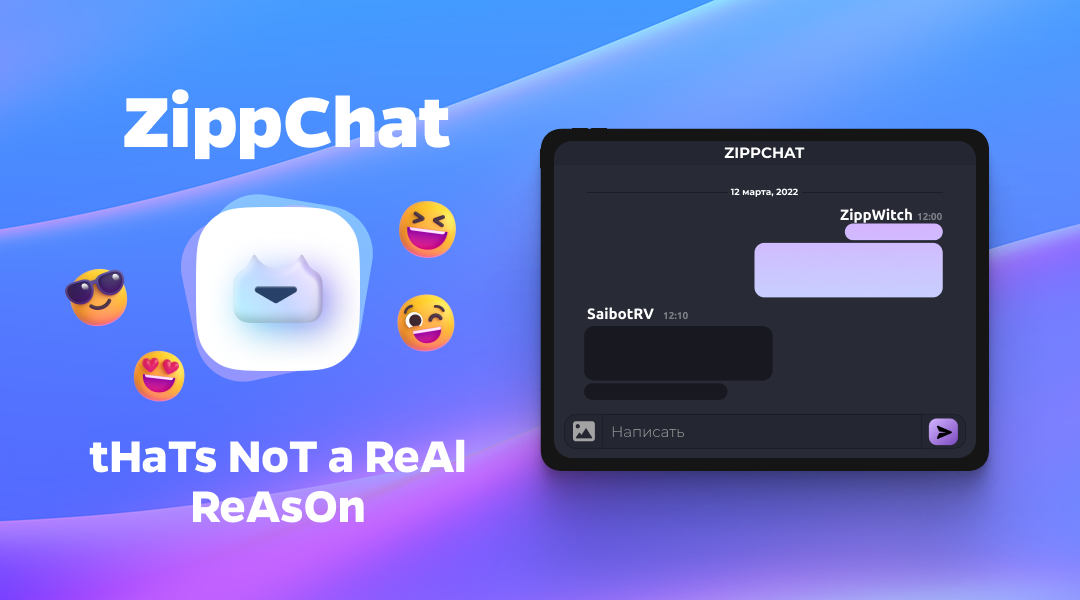 ZippChat
tHaTs NoT a ReAl
ReAsOn
ZIPPCHAT
12 марта, 2022
ZippWitch 12:00
SaibotRV 12:10
Написать